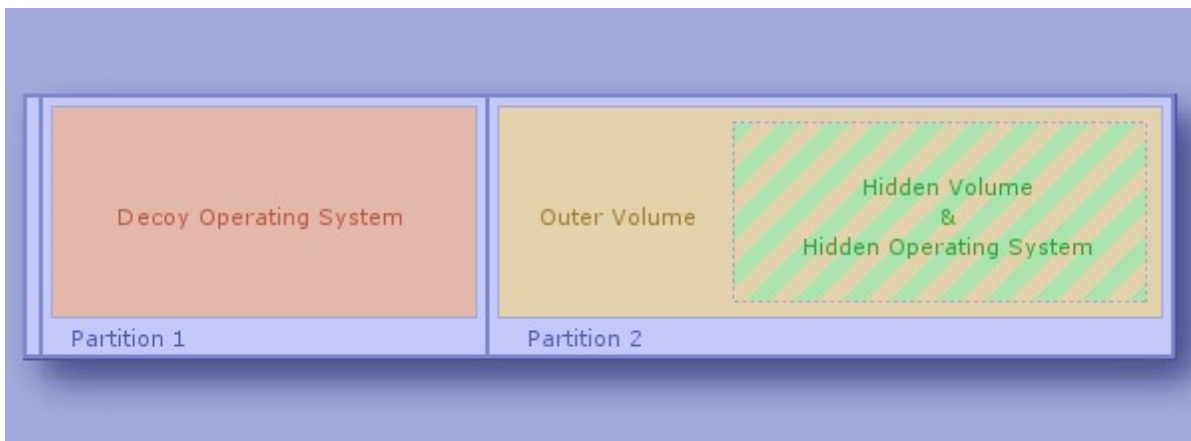 Decoy Operating System
Outer Volume
Hidden Volume
&
Hidden Operating System
Partition 1
Partition 2